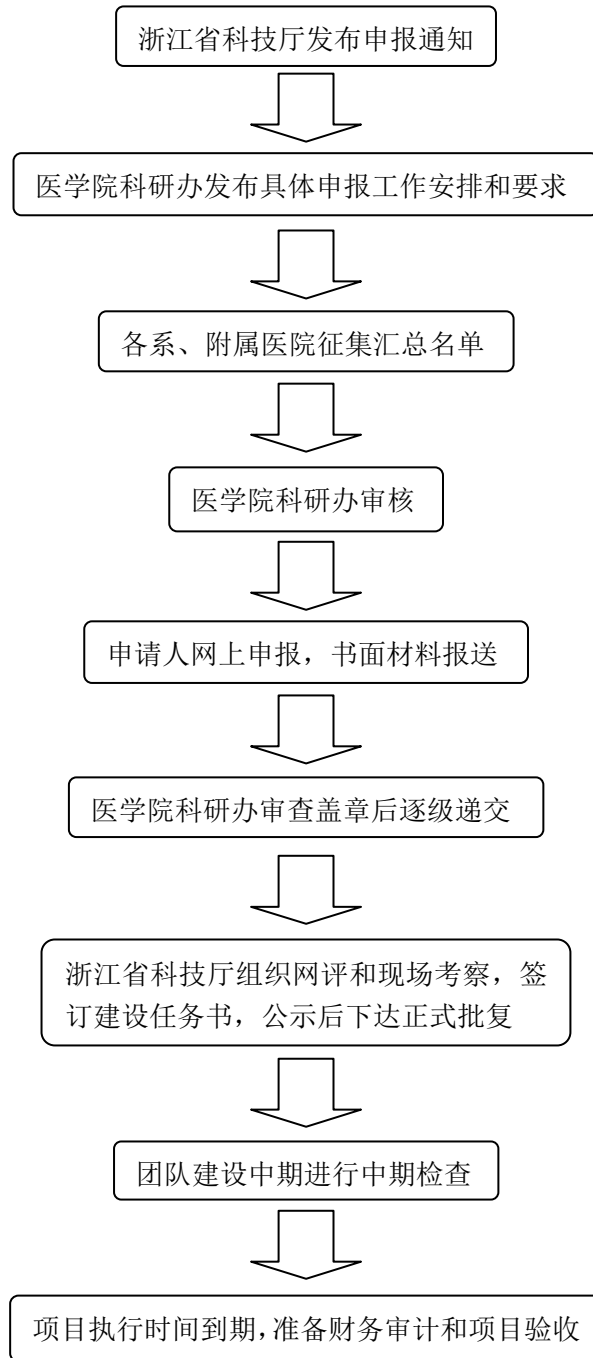 浙江省科技厅发布申报通知
医学院科研办发布具体申报工作安排和要求
各系、附属医院征集汇总名单
医学院科研办审核
申请人网上申报，书面材料报送
医学院科研办审查盖章后逐级递交
浙江省科技厅组织网评和现场考察，签
订建设任务书，公示后下达正式批复
团队建设中期进行中期检查
项目执行时间到期，准备财务审计和项目验收